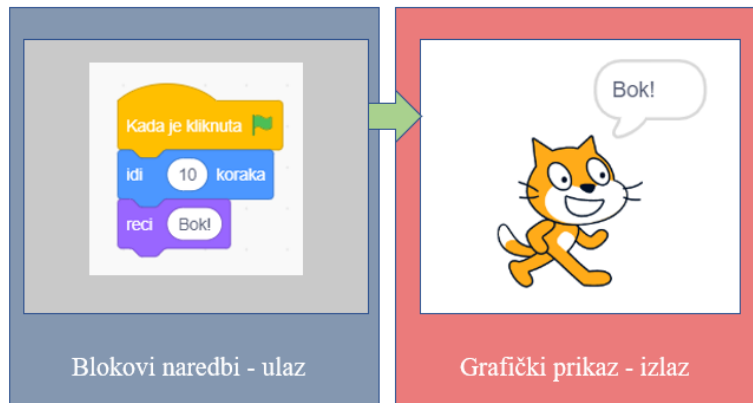 Kada je kliknuta
idi 10 koraka
reci Bok!
Blokovi naredbi - ulaz
Bok!
Grafički prikaz - izlaz